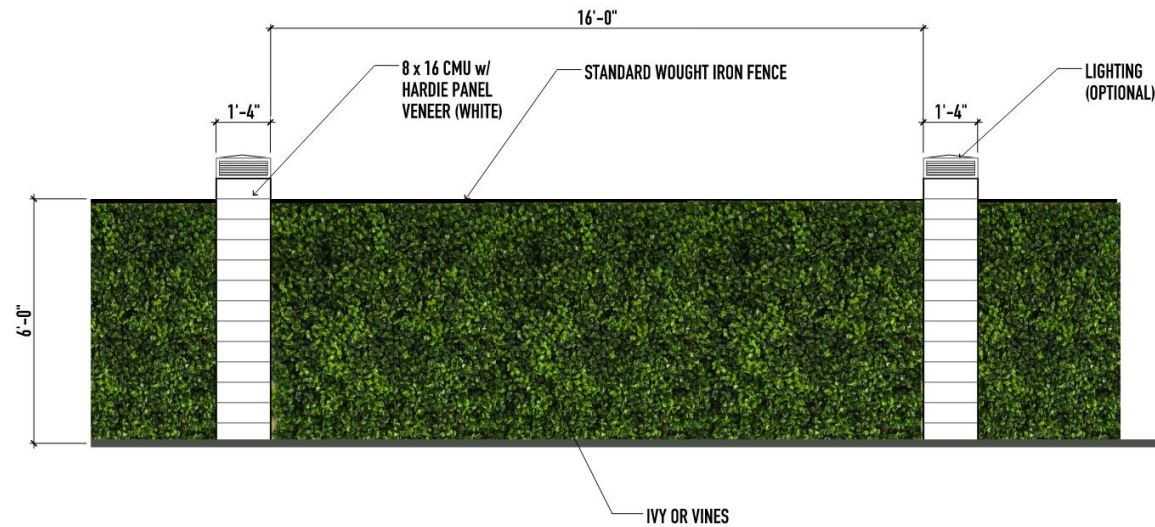 16'-0"
8 x 16 CMU w/
HARDIE PANEL
VENEER (WHITE)
STANDARD WOUGHT IRON FENCE
LIGHTING
(OPTIONAL)
1'-4"
1'-4"
6'-0"
IVY OR VINES